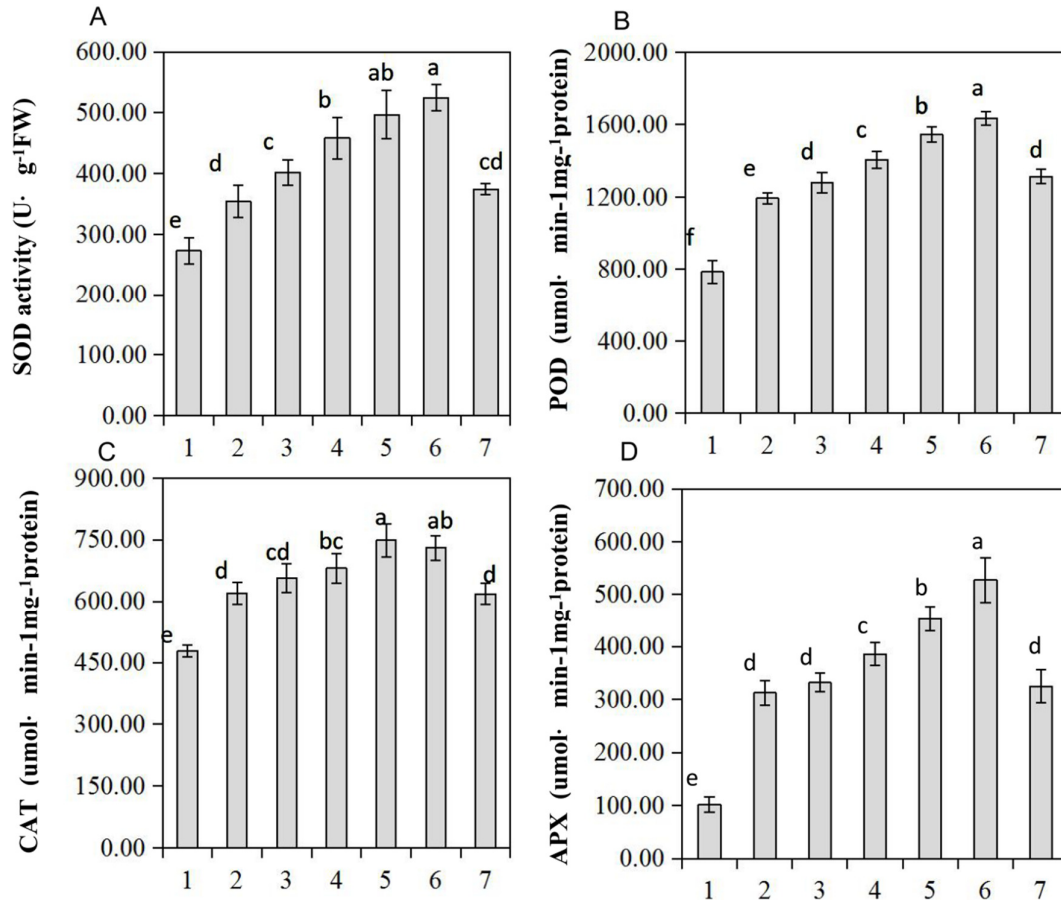 A
SOD activity (U· g-1FW)
600.00
500.00
400.00
300.00
200.00
100.00
0.00
e
d
c
b
ab
a
cd
1 2 3 4 5 6 7
B
POD (umol· min-1mg-1protein)
2000.00
1600.00
1200.00
800.00
400.00
0.00
f
e
d
c
b
a
d
1 2 3 4 5 6 7
C
CAT (umol· min-1mg-1protein)
900.00
750.00
600.00
450.00
300.00
150.00
0.00
e
d
cd
bc
a
ab
d
1 2 3 4 5 6 7
D
APX (umol· min-1mg-1protein)
700.00
600.00
500.00
400.00
300.00
200.00
100.00
0.00
e
d
d
c
b
a
d
1 2 3 4 5 6 7